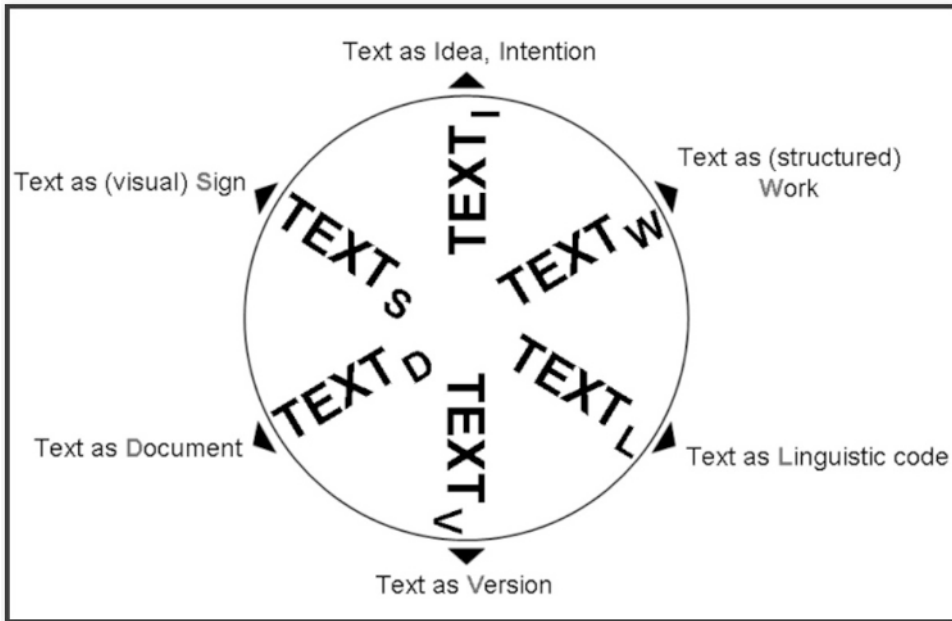 Text as Idea, Intention
Text as (structured)
Work
Text as (visual) Sign
TEXT I
TEXT W
TEXT S
TEXT D
TEXT V
TEXT L
Text as Document
Text as Linguistic code
Text as Version